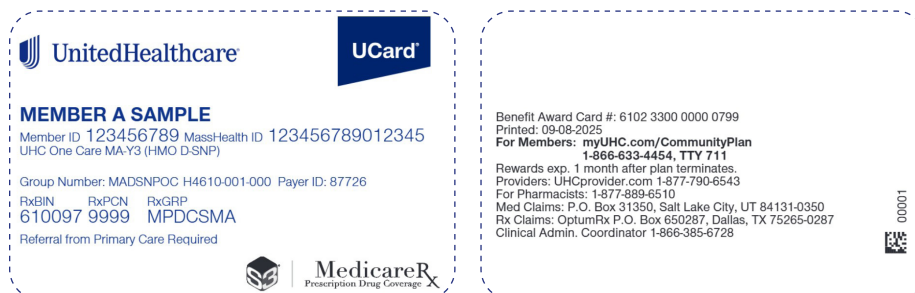 UnitedHealthcare®
UCard®
MEMBER A SAMPLE
Member ID 123456789 MassHealth ID 123456789012345
UHC One Care MA-Y3 (HMO D-SNP)
Group Number: MADSNPOC H4610-001-000 Payer ID: 87726
RxBIN RxPCN RxGRP
610097 9999 MPDCSMA
Referral from Primary Care Required
S3
MedicareRx
Prescription Drug Coverage
Benefit Award Card #: 6102 3300 0000 0799
Printed: 09-08-2025
For Members: myUHC.com/CommunityPlan
1-866-633-4454, TTY 711
Rewards exp. 1 month after plan terminates.
Providers: UHCprovider.com 1-877-790-6543
For Pharmacists: 1-877-889-6510
Med Claims: P.O. Box 31350, Salt Lake City, UT 84131-0350
Rx Claims: OptumRx P.O. Box 650287, Dallas, TX 75265-0287
Clinical Admin. Coordinator 1-866-385-6728
00001